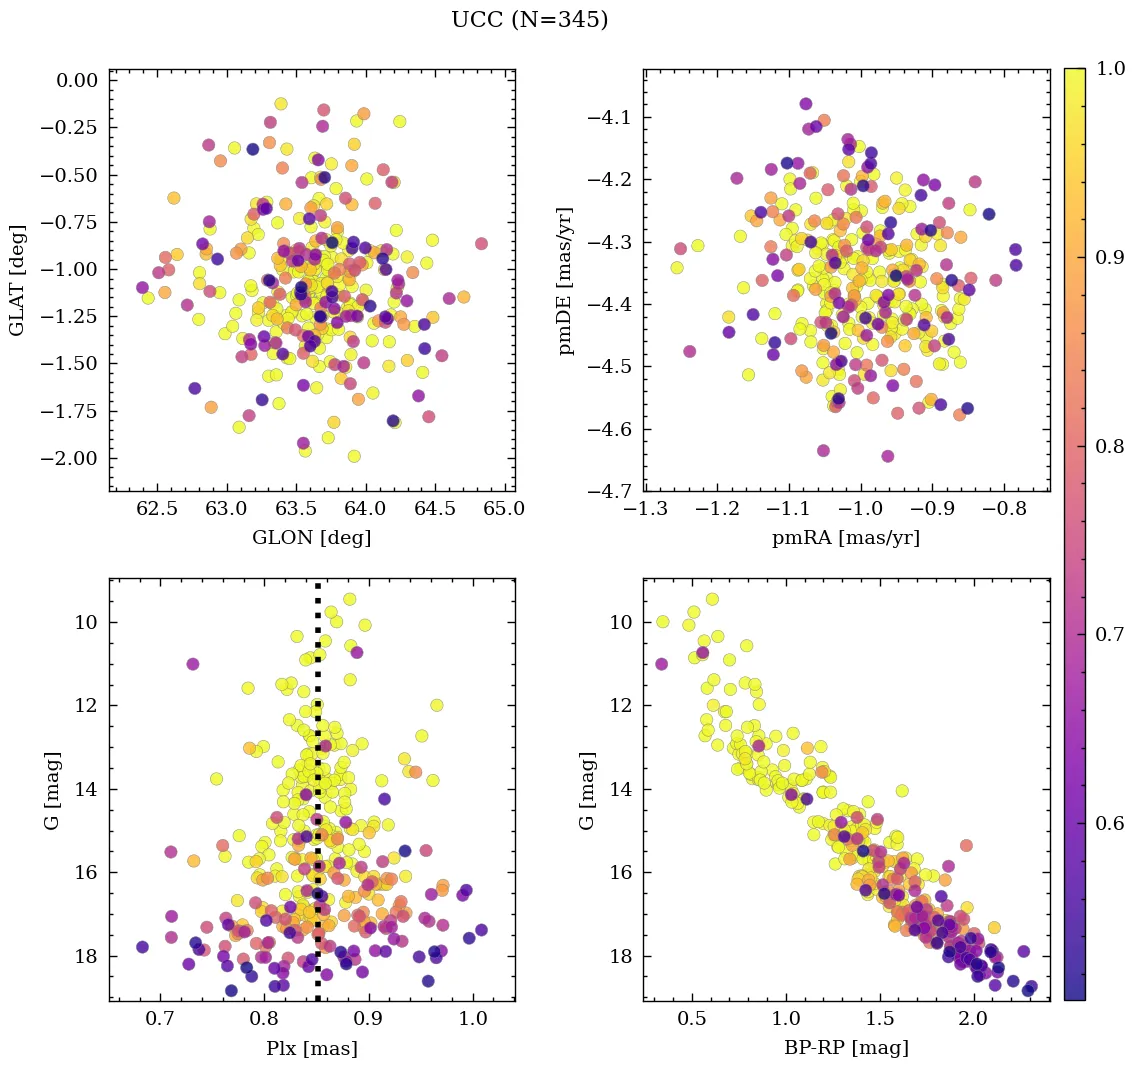 UCC (N=345)
0.00
−0.25
−0.50
−0.75
−1.00
−1.25
−1.50
−1.75
−2.00
GLAT [deg]
62.5 63.0 63.5 64.0 64.5 65.0
GLON [deg]
−4.1
−4.2
−4.3
−4.4
−4.5
−4.6
−4.7
pmDE [mas/yr]
−1.3 −1.2 −1.1 −1.0 −0.9 −0.8
pmRA [mas/yr]
1.0
0.9
0.8
0.7
0.6
10
12
14
16
18
G [mag]
0.7 0.8 0.9 1.0
Plx [mas]
10
12
14
16
18
G [mag]
0.5 1.0 1.5 2.0
BP-RP [mag]